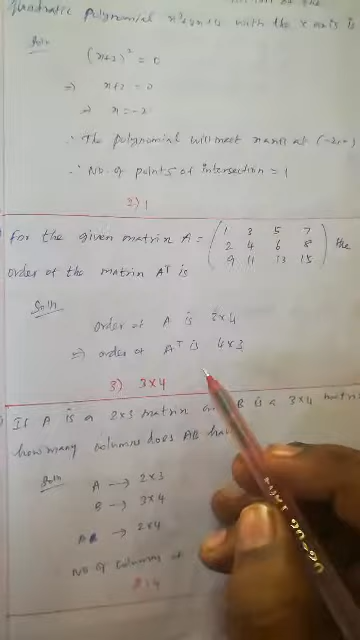 quadratic polynomial x²+4x+4 with the x axis is
Soln
(x+2)² = 0
⇒ x+2 = 0
⇒ x = -2
∴ The polynomial will meet x axis at (-2,0)
∴ No. of points of intersection = 1
2) 1
For the given matrix A = ( 1 3 5 7
2 4 6 8
9 11 13 15 ) the
order of the matrix Aᵀ is
Soln
order of A is 3×4
⇒ order of Aᵀ is 4×3
3) 3×4
If A is a 2×3 matrix and B is a 3×4 matrix
how many columns does AB have
Soln
A → 2×3
B → 3×4
AB → 2×4
No of columns of